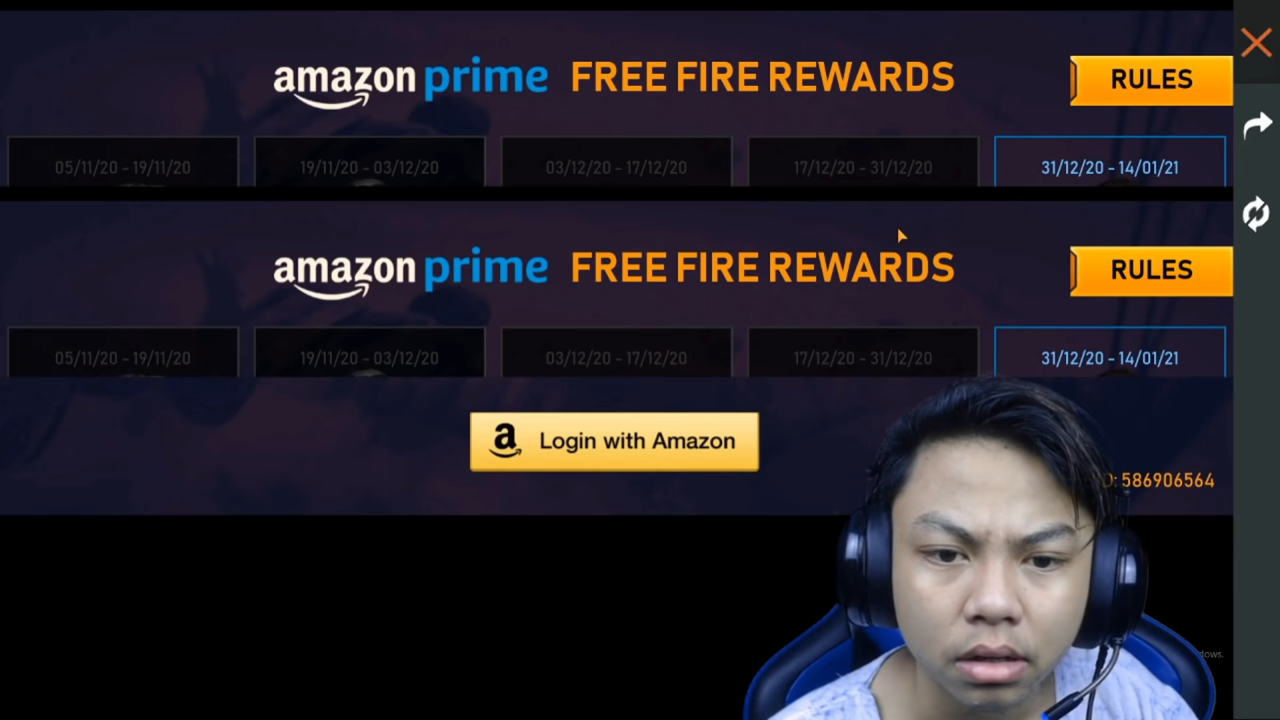 amazon prime FREE FIRE REWARDS RULES
05/11/20 - 19/11/20 19/11/20 - 03/12/20 03/12/20 - 17/12/20 17/12/20 - 31/12/20 31/12/20 - 14/01/21
amazon prime FREE FIRE REWARDS RULES
05/11/20 - 19/11/20 19/11/20 - 03/12/20 03/12/20 - 17/12/20 17/12/20 - 31/12/20 31/12/20 - 14/01/21
a Login with Amazon
D: 586906564
dows.